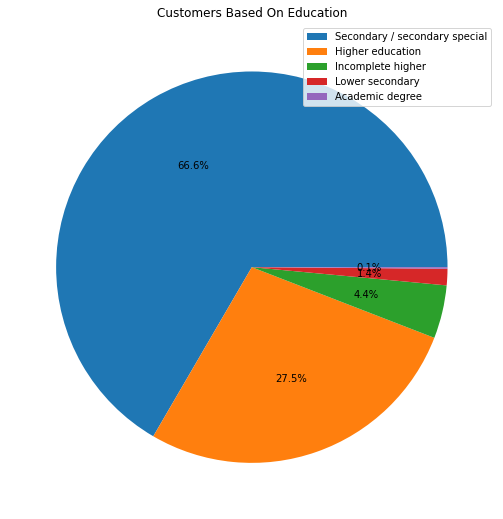 Customers Based On Education
Secondary / secondary special
Higher education
Incomplete higher
Lower secondary
Academic degree
66.6%
0.1%
1.4%
4.4%
27.5%